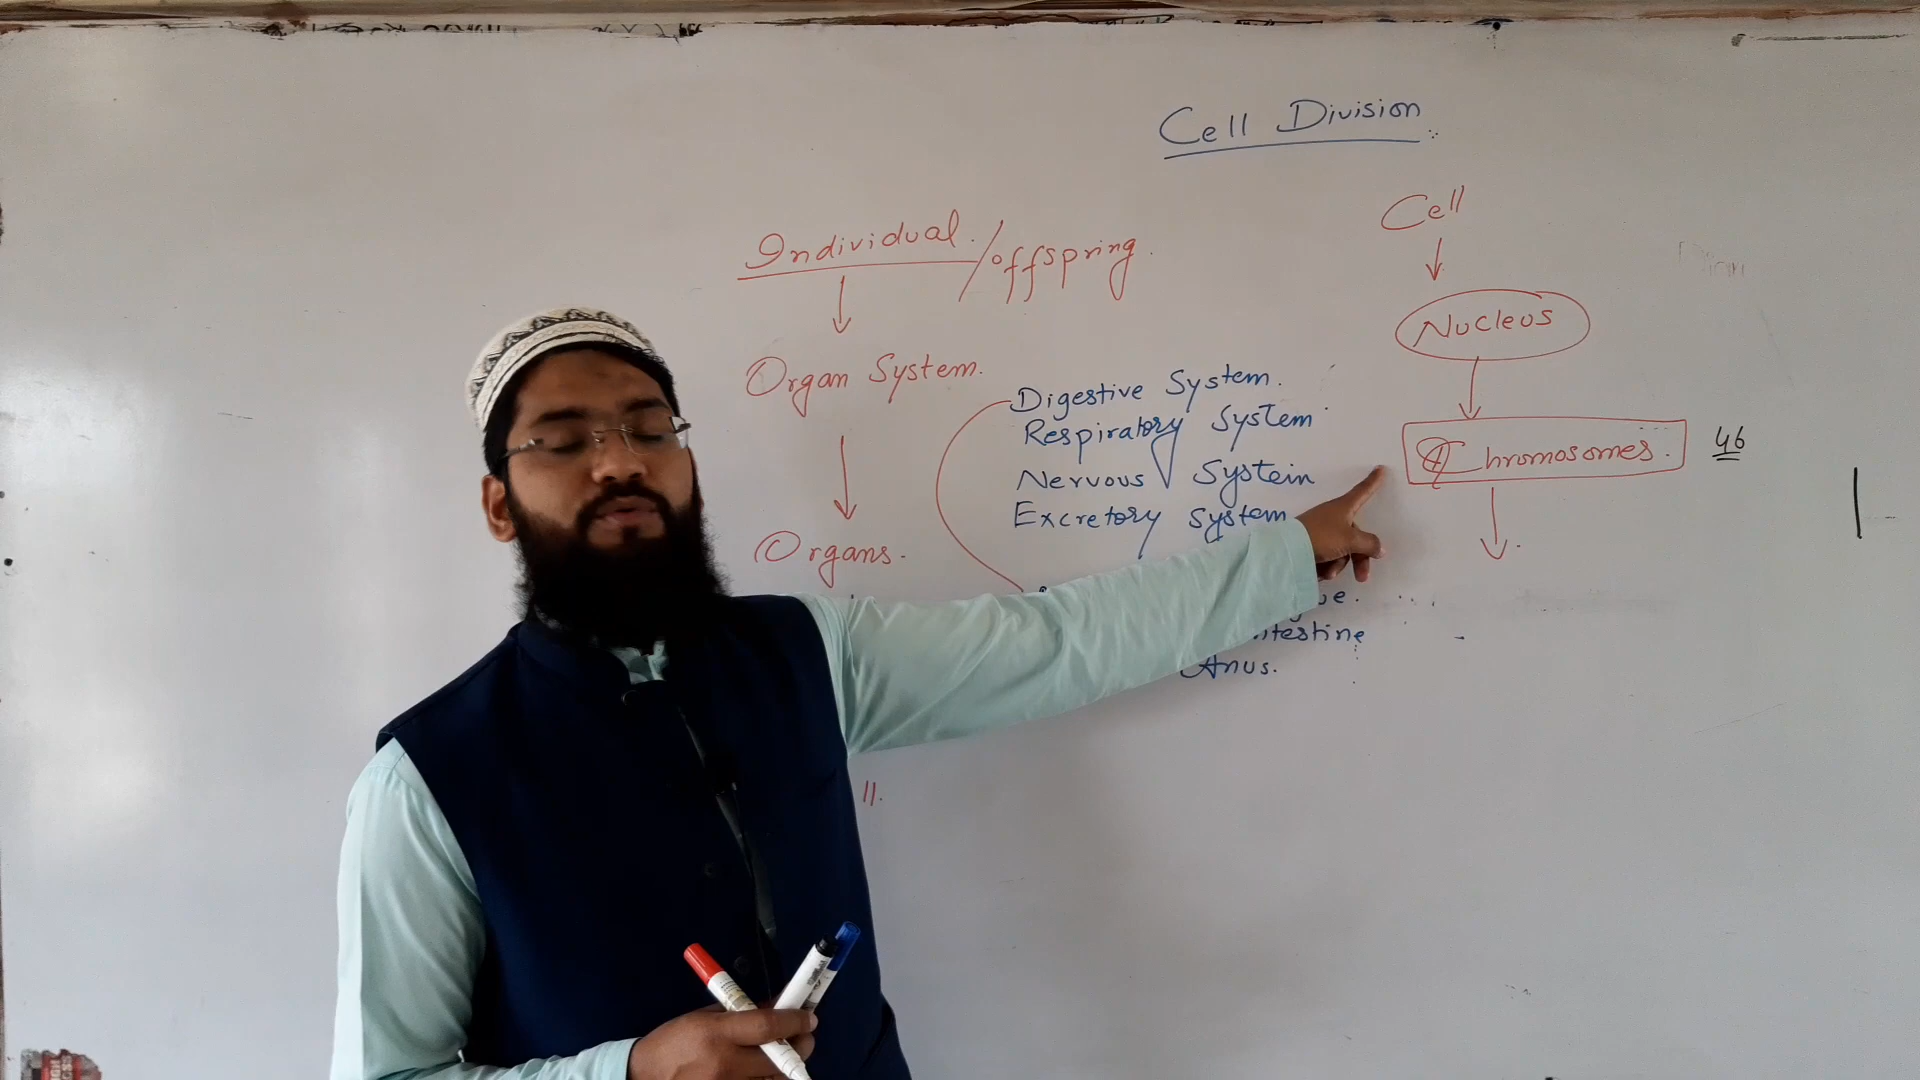 Cell Division
Individual./offspring.
Organ System.
Organs.
ll.
Digestive System.
Respiratory System
Nervous System
Excretory System
Anus.
Cell
Nucleus
Chromosomes. 46